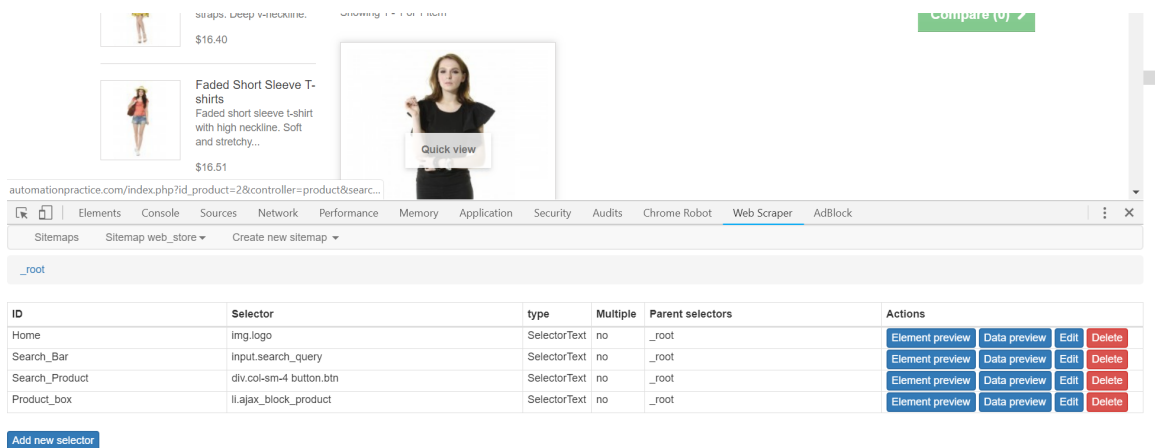 straps. Deep v-neckline.
Showing 1 - 1 of 1 item
Compare (0)
$16.40
Faded Short Sleeve T-
shirts
Faded short sleeve t-shirt
with high neckline. Soft
and stretchy...
$16.51
Quick view
automationpractice.com/index.php?id_product=2&controller=product&searc...
Elements Console Sources Network Performance Memory Application Security Audits Chrome Robot Web Scraper AdBlock
Sitemaps Sitemap web_store Create new sitemap
_root
ID Selector type Multiple Parent selectors Actions
Home img.logo SelectorText no _root Element preview Data preview Edit Delete
Search_Bar input.search_query SelectorText no _root Element preview Data preview Edit Delete
Search_Product div.col-sm-4 button.btn SelectorText no _root Element preview Data preview Edit Delete
Product_box li.ajax_block_product SelectorText no _root Element preview Data preview Edit Delete
Add new selector